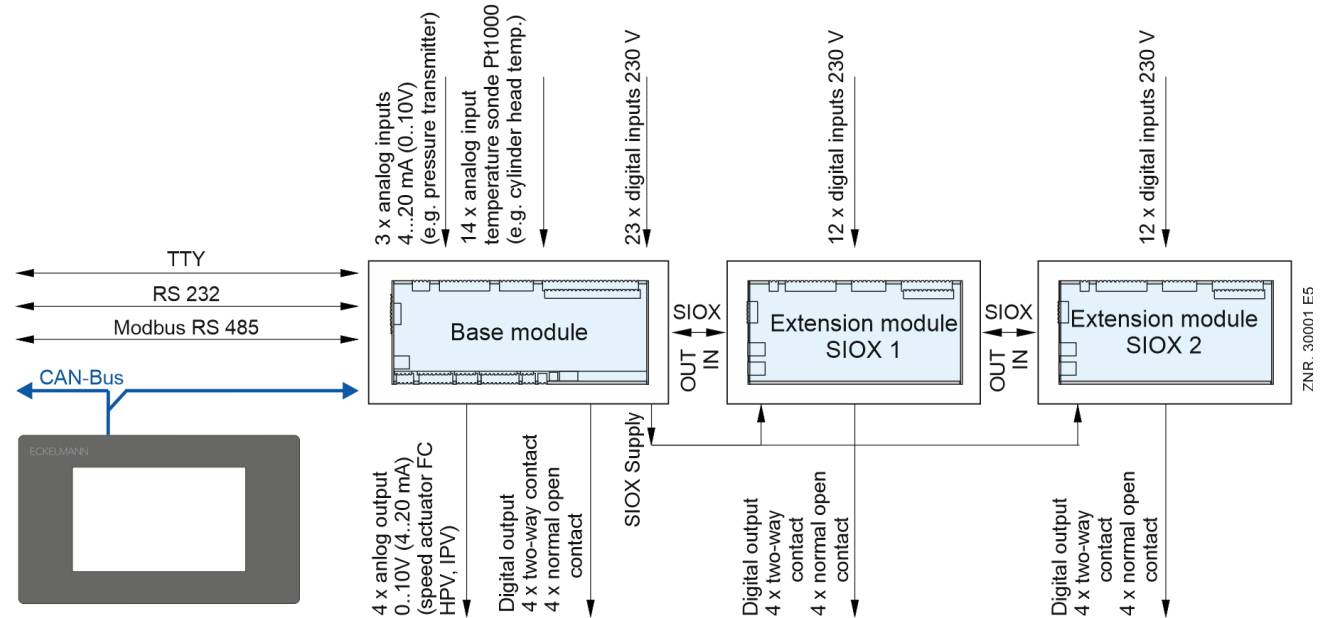 3 x analog inputs
4...20 mA (0..10V)
(e.g. pressure transmitter)
14 x analog input
temperature sonde Pt1000
(e.g. cylinder head temp.)
23 x digital inputs 230 V
12 x digital inputs 230 V
12 x digital inputs 230 V
TTY
RS 232
Modbus RS 485
CAN-Bus
ECKELMANN
Base module
SIOX
OUT
IN
Extension module
SIOX 1
SIOX
OUT
IN
Extension module
SIOX 2
4 x anlog output
0..10V (4..20 mA)
(speed actuator FC
HPV, IPV)
Digital output
4 x two-way contact
4 x normal open
contact
SIOX Supply
Digital output
4 x two-way
contact
4 x normal open
contact
Digital output
4 x two-way
contact
4 x normal open
contact
ZNR. 30001 E5